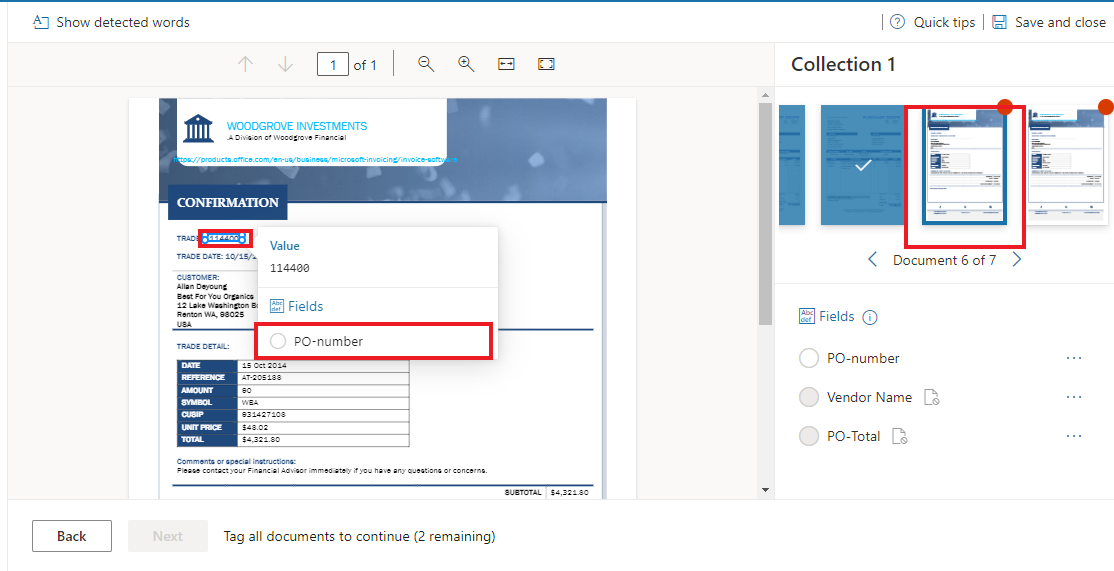 Show detected words
Quick tips
Save and close
1 of 1
Collection 1
WOODGROVE INVESTMENTS
A Division of Woodgrove Financial
https://products.office.com/en-us/business/microsoft-invoicing/invoice-software
CONFIRMATION
TRADE 114400
TRADE DATE: 10/15/
CUSTOMER:
Allan Deyoung
Best For You Organics
12 Lake Washington
Renton WA, 98025
USA
Value
114400
Abc def Fields
PO-number
TRADE DETAIL:
DATE 15 Oct 2014
REFERENCE AT-205188
AMOUNT 90
SYMBOL WEA
CUSIP 931427108
UNIT PRICE $48.02
TOTAL $4,321.80
Comments or special instructions:
Please contact your Financial Advisor immediately if you have any questions or concerns.
SUBTOTAL $4,321.80
Document 6 of 7
Abc def Fields
PO-number
Vendor Name
PO-Total
Back
Next
Tag all documents to continue (2 remaining)